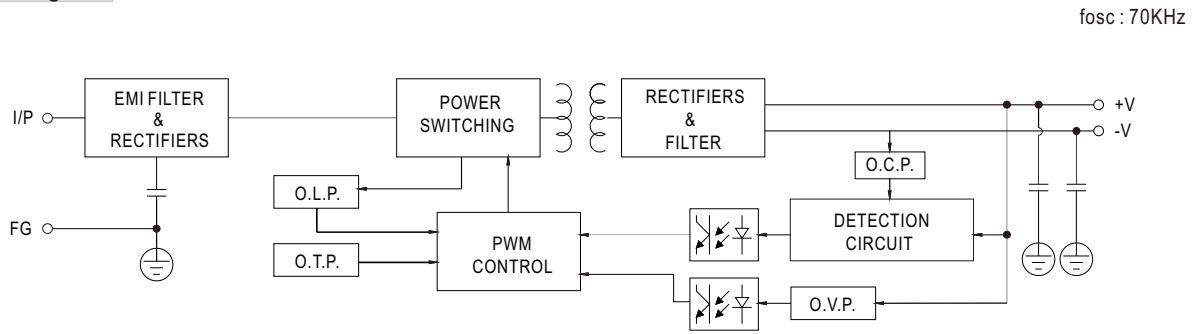 fosc : 70KHz
I/P
EMI FILTER
&
RECTIFIERS
POWER
SWITCHING
RECTIFIERS
&
FILTER
+V
-V
O.C.P.
O.L.P.
FG
DETECTION
CIRCUIT
PWM
CONTROL
O.T.P.
O.V.P.